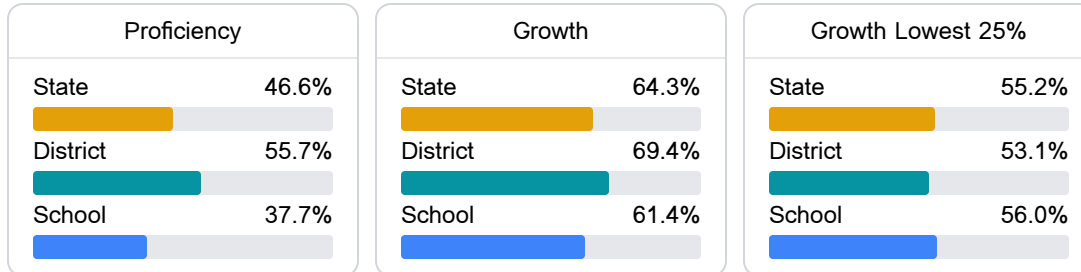 Proficiency
State 46.6%
District 55.7%
School 37.7%
Growth
State 64.3%
District 69.4%
School 61.4%
Growth Lowest 25%
State 55.2%
District 53.1%
School 56.0%